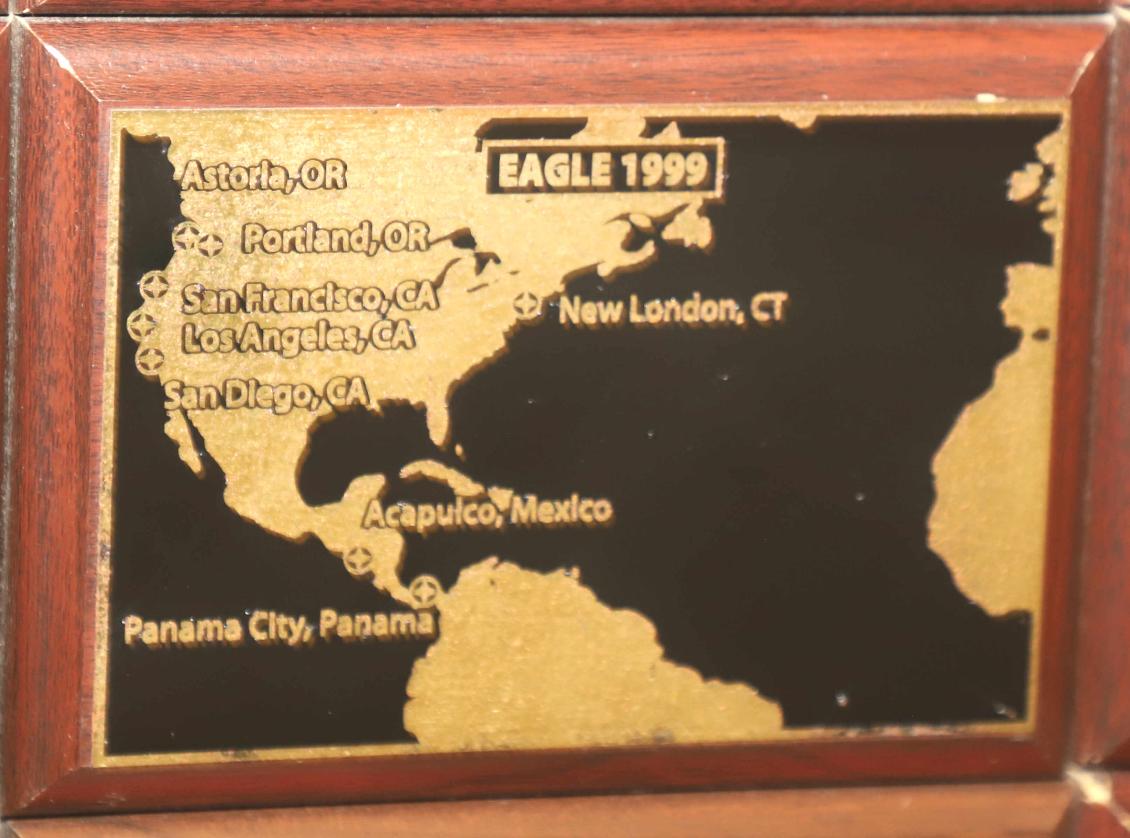 EAGLE 1999
Astoria, OR
Portland, OR
San Francisco, CA
New London, CT
Los Angeles, CA
San Diego, CA
Acapulco, Mexico
Panama City, Panama